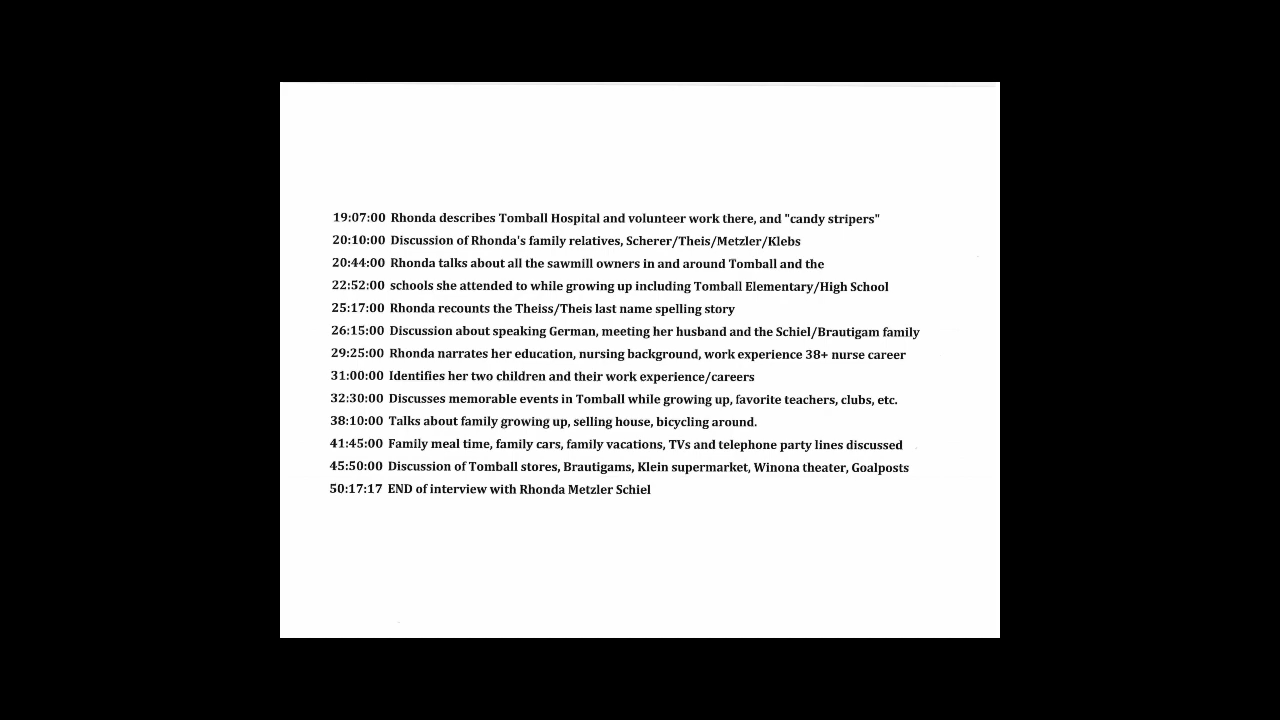 19:07:00 Rhonda describes Tomball Hospital and volunteer work there, and "candy stripers"
20:10:00 Discussion of Rhonda's family relatives, Scherer/Theis/Metzler/Klebs
20:44:00 Rhonda talks about all the sawmill owners in and around Tomball and the
22:52:00 schools she attended to while growing up including Tomball Elementary/High School
25:17:00 Rhonda recounts the Theiss/Theis last name spelling story
26:15:00 Discussion about speaking German, meeting her husband and the Schiel/Brautigam family
29:25:00 Rhonda narrates her education, nursing background, work experience 38+ nurse career
31:00:00 Identifies her two children and their work experience/careers
32:30:00 Discusses memorable events in Tomball while growing up, favorite teachers, clubs, etc.
38:10:00 Talks about family growing up, selling house, bicycling around.
41:45:00 Family meal time, family cars, family vacations, TVs and telephone party lines discussed
45:50:00 Discussion of Tomball stores, Brautigams, Klein supermarket, Winona theater, Goalposts
50:17:17 END of interview with Rhonda Metzler Schiel